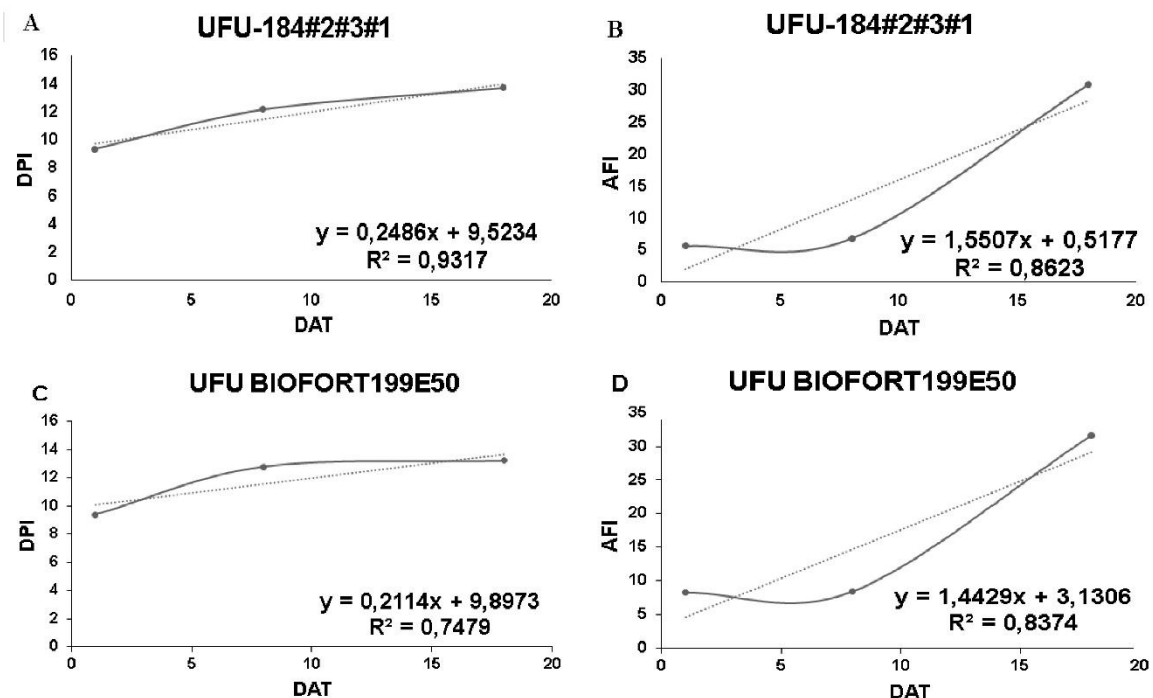 A
UFU-184#2#3#1
16
14
12
10
8
6
4
2
0
DPI
y = 0,2486x + 9,5234
R² = 0,9317
0 5 10 15 20
DAT
B
UFU-184#2#3#1
35
30
25
20
15
10
5
0
AFI
y = 1,5507x + 0,5177
R² = 0,8623
0 5 10 15 20
DAT
C
UFU BIOFORT199E50
16
14
12
10
8
6
4
2
0
DPI
y = 0,2114x + 9,8973
R² = 0,7479
0 5 10 15 20
DAT
D
UFU BIOFORT199E50
35
30
25
20
15
10
5
0
AFI
y = 1,4429x + 3,1306
R² = 0,8374
0 5 10 15 20
DAT